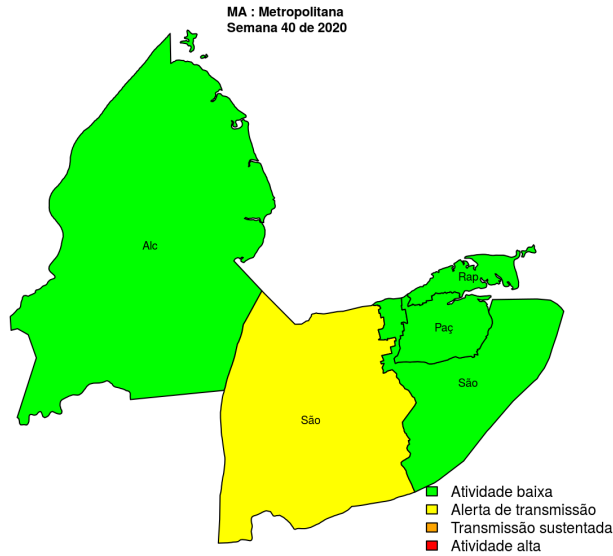 MA : Metropolitana
Semana 40 de 2020
Alc
Rap
Paç
São
São
Atividade baixa
Alerta de transmissão
Transmissão sustentada
Atividade alta